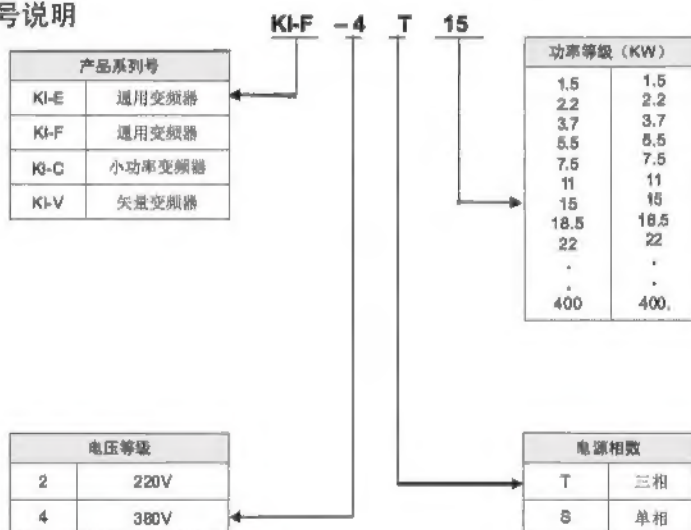 号说明
KI-F - 4 T 15
产品系列号
KI-E 通用变频器
KI-F 通用变频器
KI-C 小功率变频器
KI-V 矢量变频器
功率等级（KW）
1.5 1.5
2.2 2.2
3.7 3.7
5.5 5.5
7.5 7.5
11 11
15 15
18.5 18.5
22 22
. .
. .
400 400.
电压等级
2 220V
4 380V
电源相数
T 三相
S 单相